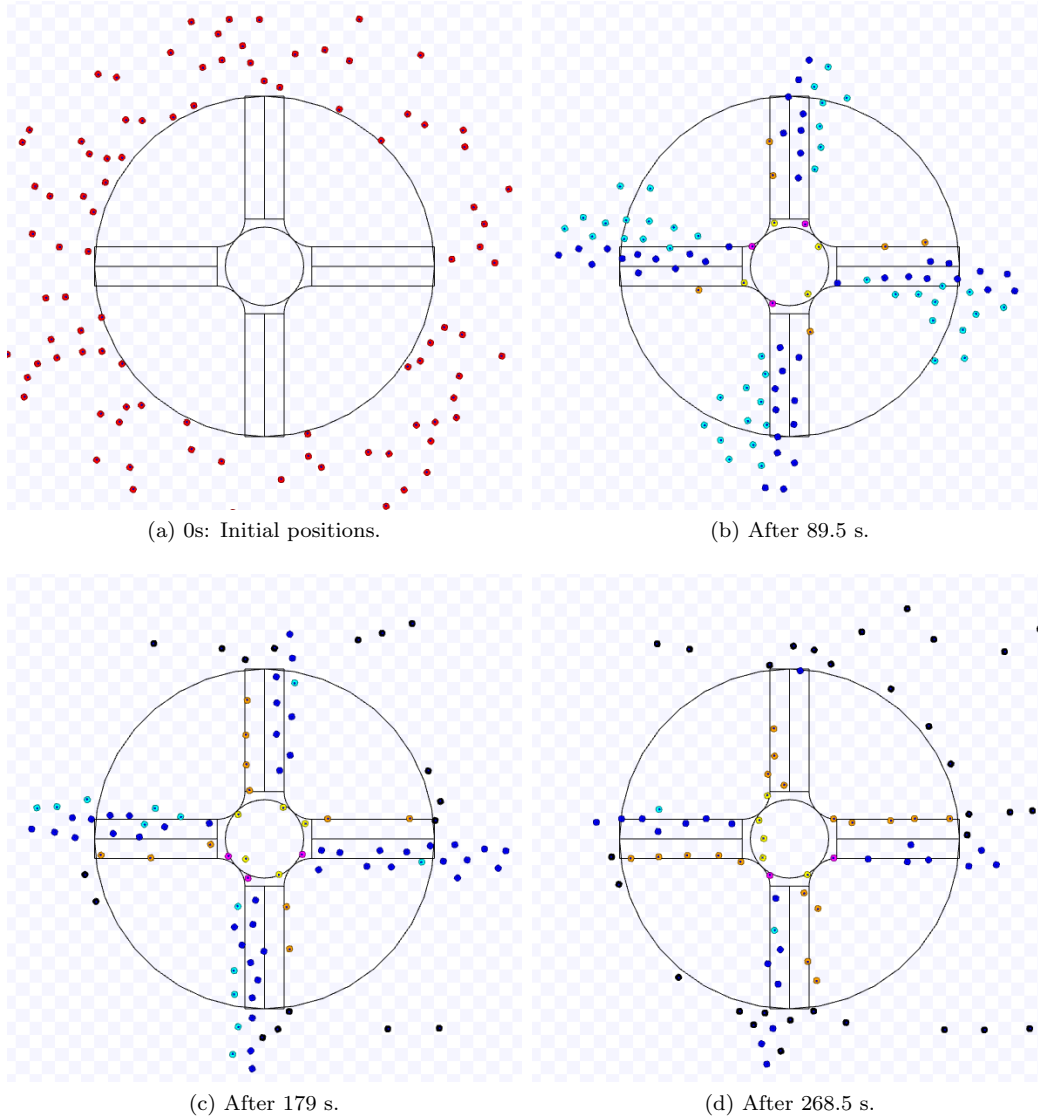 (a) 0s: Initial positions.
(b) After 89.5 s.
(c) After 179 s.
(d) After 268.5 s.